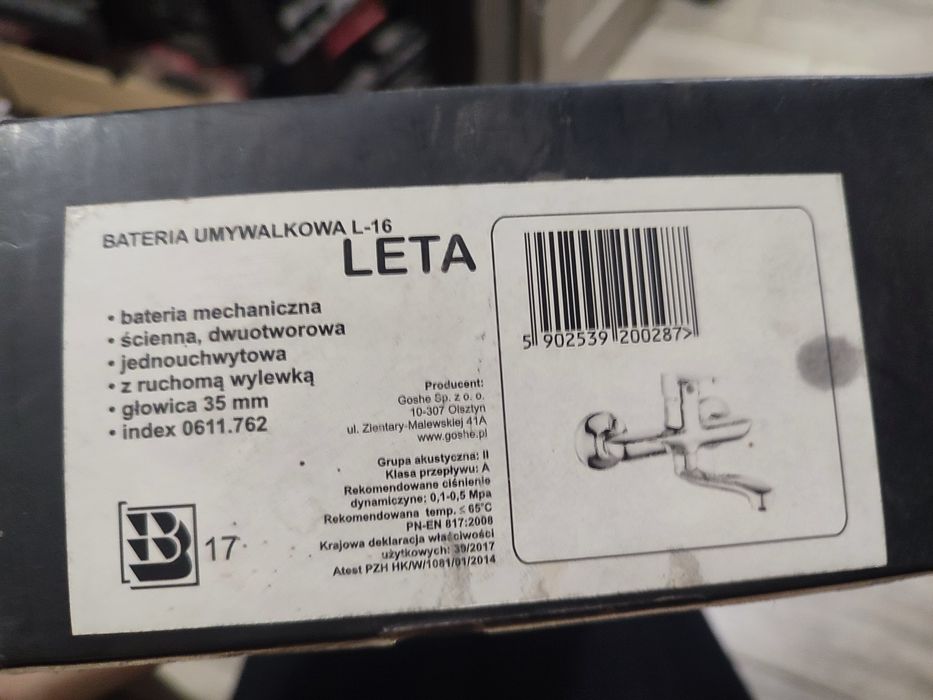 BATERIA UMYWALKOWA L-16
LETA
• bateria mechaniczna
• ścienna, dwuotworowa
• jednouchwytowa
• z ruchomą wylewką
• głowica 35 mm
• index 0611.762
Producent:
Goshe Sp. z o. o.
10-307 Olsztyn
ul. Zientary-Malewskiej 41A
www.goshe.pl
Grupa akustyczna: II
Klasa przepływu: A
Rekomendowane ciśnienie
dynamiczyne: 0,1-0,5 Mpa
Rekomendowana temp. ≤ 65°C
PN-EN 817:2008
Krajowa deklaracja właściwości
użytkowych: 39/2017
Atest PZH HK/W/1081/01/2014
B 17
5 902539 200287>